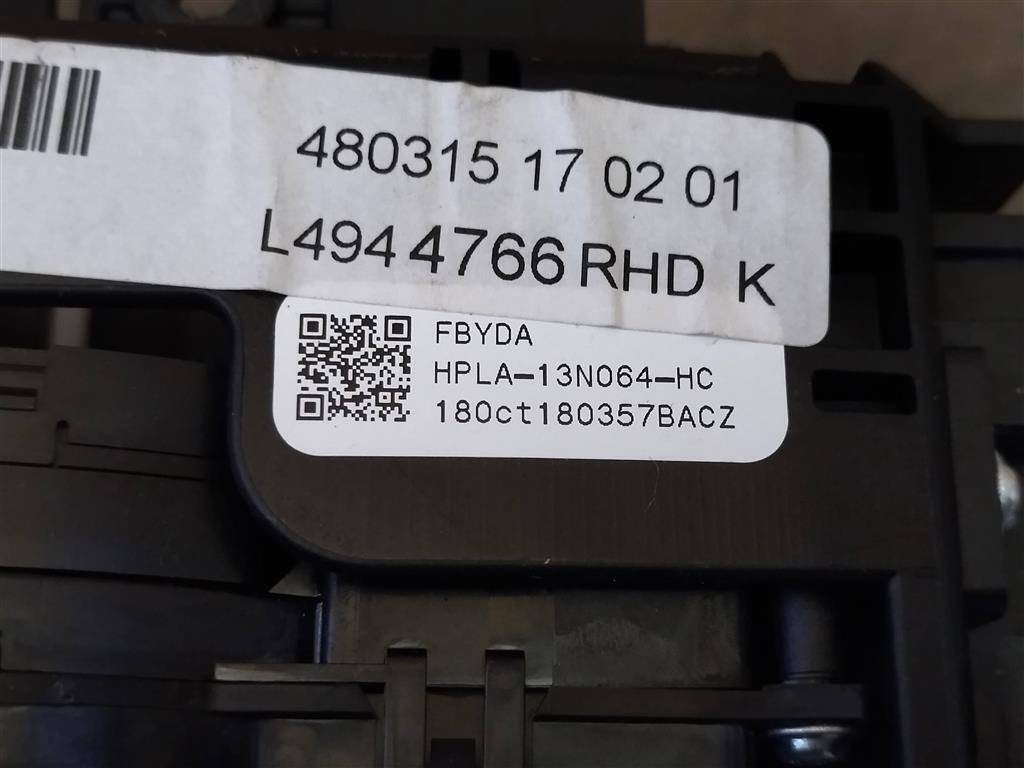 480315 17 02 01
L494 4766 RHD K
FBYDA
HPLA-13N064-HC
180ct180357BACZ